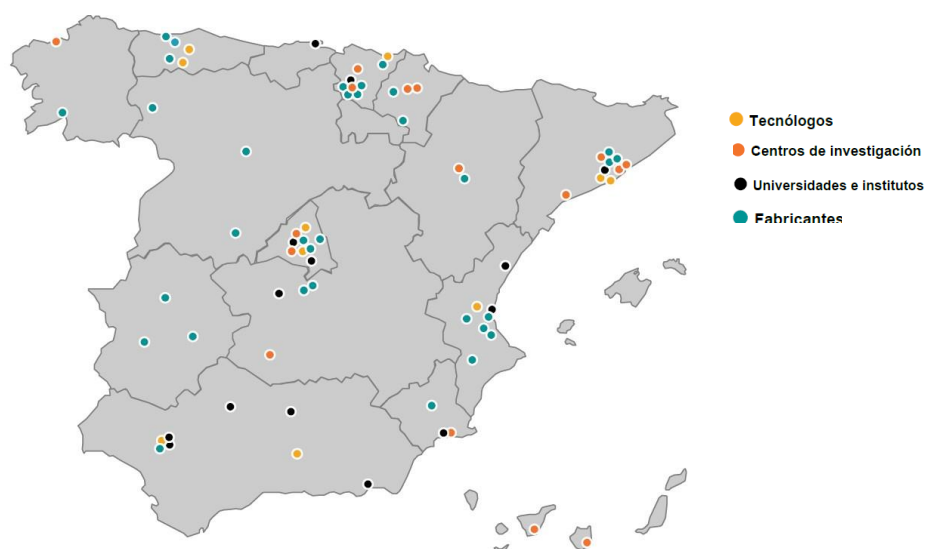 Tecnólogos
Centros de investigación
Universidades e institutos
Fabricantes